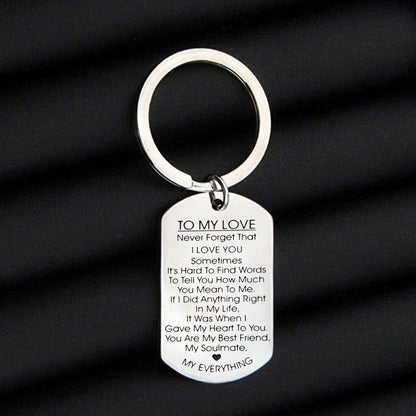 TO MY LOVE
Never Forget That
I LOVE YOU
Sometimes
It's Hard To Find Words
To Tell You How Much
You Mean To Me.
If I Did Anything Right
In My Life,
It Was When I
Gave My Heart To You.
You Are My Best Friend,
My Soulmate,
MY EVERYTHING